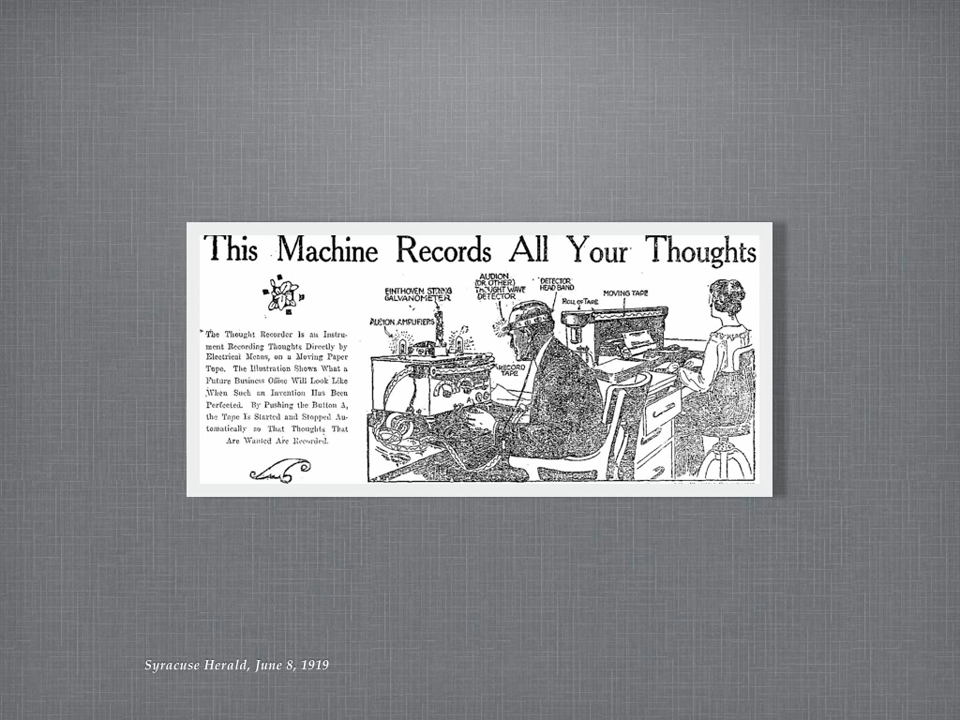 This Machine Records All Your Thoughts
The Thought Recorder is an Instru-
ment Recording Thoughts Directly by
Electrical Means, on a Moving Paper
Tape. The Illustration Shows What a
Future Business Office Will Look Like
When Such an Invention Has Been
Perfected. By Pushing the Button A,
the Tape Is Started and Stopped Au-
tomatically so That Thoughts That
Are Wanted Are Recorded.
AUDION AMPLIFIERS
EINTHOVEN STRING
GALVANOMETER
AUDION
(OR OTHER)
THOUGHT WAVE
DETECTOR
DETECTOR
HEAD BAND
ROLL OF TAPE
MOVING TAPE
RECORD
TAPE
A
Syracuse Herald, June 8, 1919